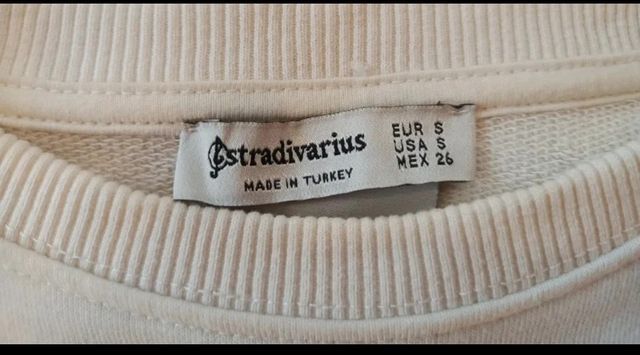 stradivarius
MADE IN TURKEY
EUR S
USA S
MEX 26